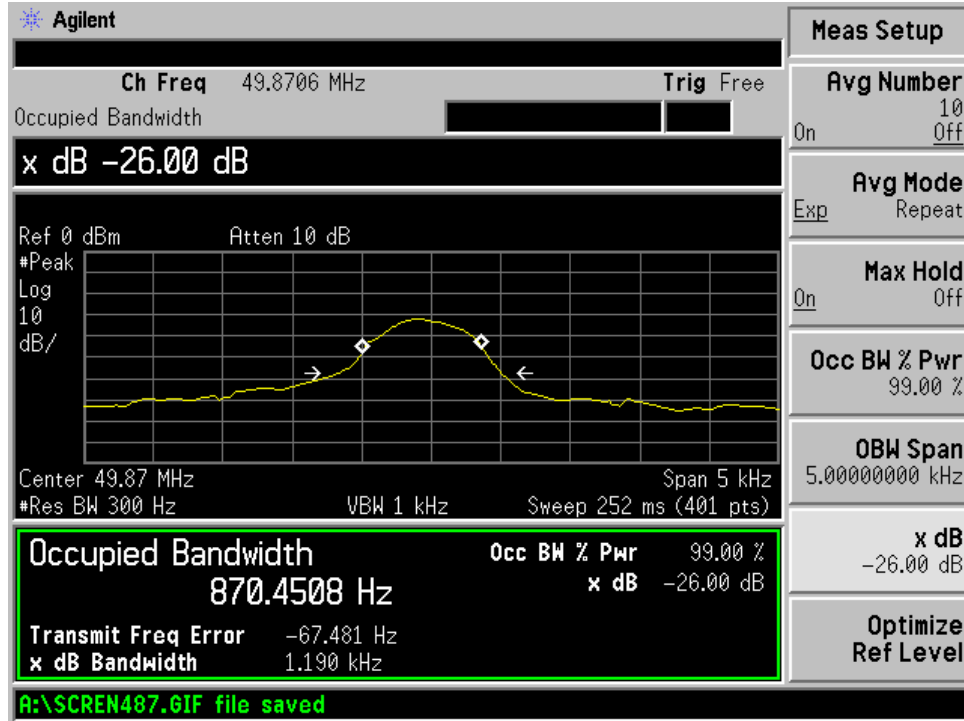 Agilent
Ch Freq 49.8706 MHz Trig Free
Occupied Bandwidth
x dB -26.00 dB
Ref 0 dBm Atten 10 dB
#Peak
Log
10
dB/
Center 49.87 MHz Span 5 kHz
#Res BW 300 Hz VBW 1 kHz Sweep 252 ms (401 pts)
Occupied Bandwidth Occ BW % Pwr 99.00 %
870.4508 Hz x dB -26.00 dB
Transmit Freq Error -67.481 Hz
x dB Bandwidth 1.190 kHz
A:\SCREN487.GIF file saved
Meas Setup
Avg Number
10
On Off
Avg Mode
Exp Repeat
Max Hold
On Off
Occ BW % Pwr
99.00 %
OBW Span
5.00000000 kHz
x dB
-26.00 dB
Optimize
Ref Level